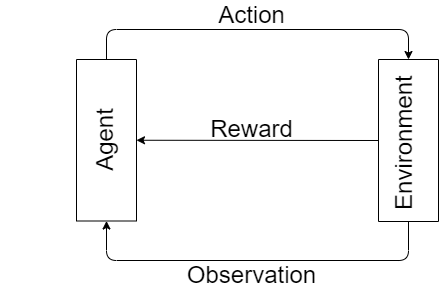 Action
Agent
Reward
Environment
Observation